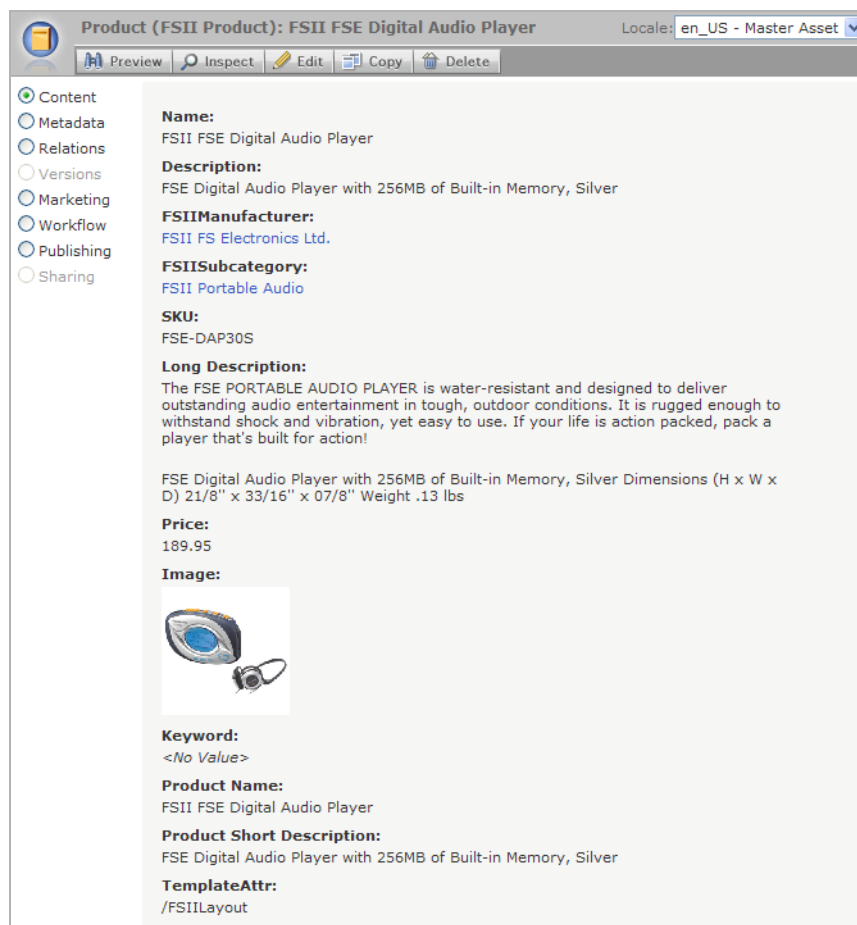 Product (FSII Product): FSII FSE Digital Audio Player
Locale: en_US - Master Asset
Preview Inspect Edit Copy Delete
Content
Metadata
Relations
Versions
Marketing
Workflow
Publishing
Sharing
Name:
FSII FSE Digital Audio Player
Description:
FSE Digital Audio Player with 256MB of Built-in Memory, Silver
FSIIManufacturer:
FSII FS Electronics Ltd.
FSIISubcategory:
FSII Portable Audio
SKU:
FSE-DAP30S
Long Description:
The FSE PORTABLE AUDIO PLAYER is water-resistant and designed to deliver
outstanding audio entertainment in tough, outdoor conditions. It is rugged enough to
withstand shock and vibration, yet easy to use. If your life is action packed, pack a
player that's built for action!
FSE Digital Audio Player with 256MB of Built-in Memory, Silver Dimensions (H x W x
D) 21/8'' x 33/16'' x 07/8'' Weight .13 lbs
Price:
189.95
Image:
Keyword:
<No Value>
Product Name:
FSII FSE Digital Audio Player
Product Short Description:
FSE Digital Audio Player with 256MB of Built-in Memory, Silver
TemplateAttr:
/FSIILayout